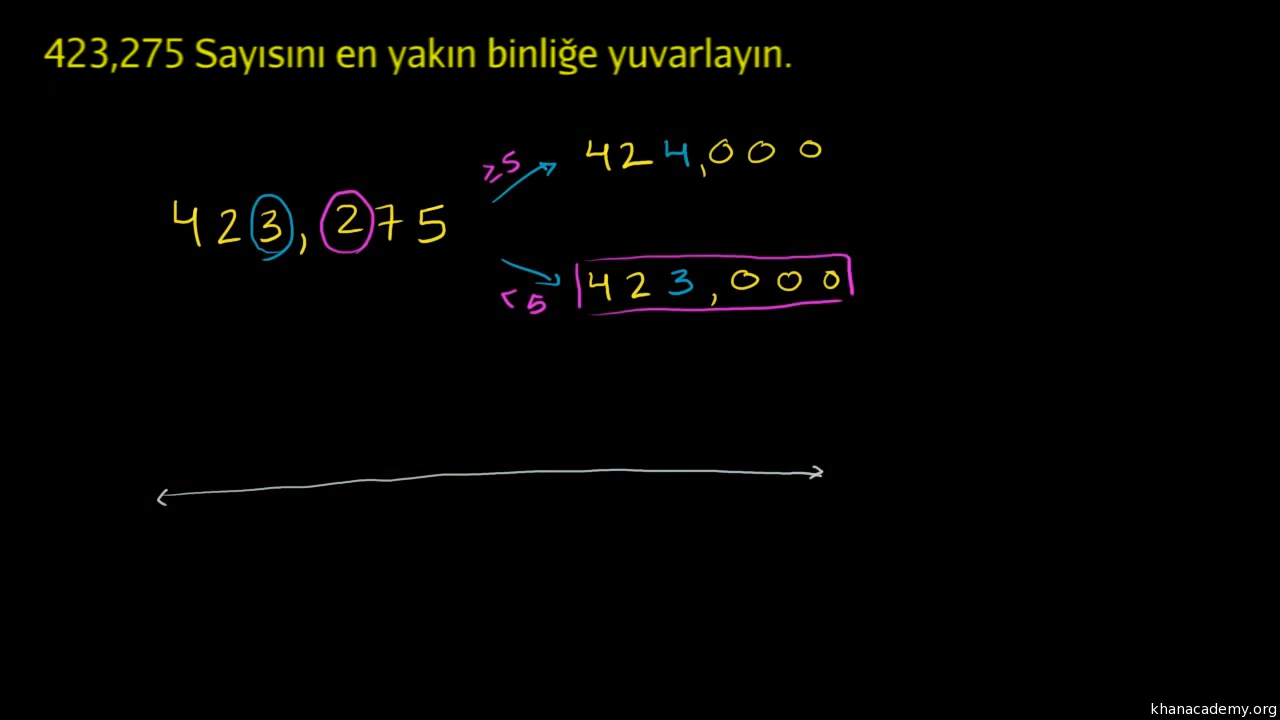 423,275 Sayısını en yakın binliğe yuvarlayın.
≥5 424,000
423,275
<5 423,000
khanacademy.org